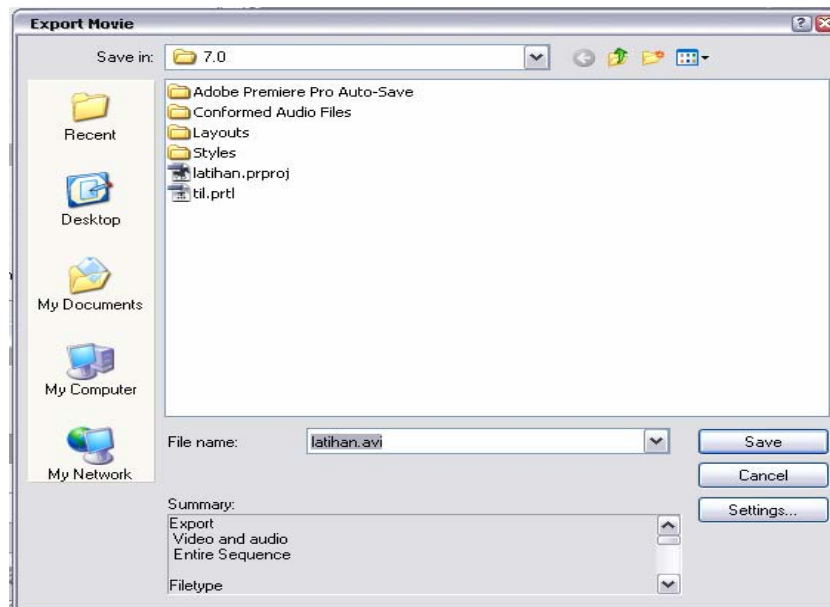 Export Movie
Save in: 7.0
Adobe Premiere Pro Auto-Save
Conformed Audio Files
Layouts
Styles
latihan.prproj
til.prtl
Recent
Desktop
My Documents
My Computer
My Network
File name: latihan.avi
Save
Cancel
Settings...
Summary:
Export
Video and audio
Entire Sequence
Filetype